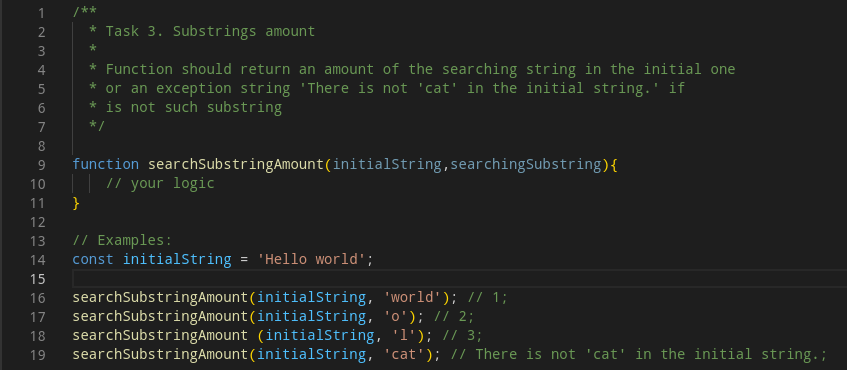 1 /**
2 * Task 3. Substrings amount
3 *
4 * Function should return an amount of the searching string in the initial one
5 * or an exception string 'There is not 'cat' in the initial string.' if
6 * is not such substring
7 */
8
9 function searchSubstringAmount(initialString,searchingSubstring){
10 // your logic
11 }
12
13 // Examples:
14 const initialString = 'Hello world';
15
16 searchSubstringAmount(initialString, 'world'); // 1;
17 searchSubstringAmount(initialString, 'o'); // 2;
18 searchSubstringAmount (initialString, 'l'); // 3;
19 searchSubstringAmount(initialString, 'cat'); // There is not 'cat' in the initial string.;